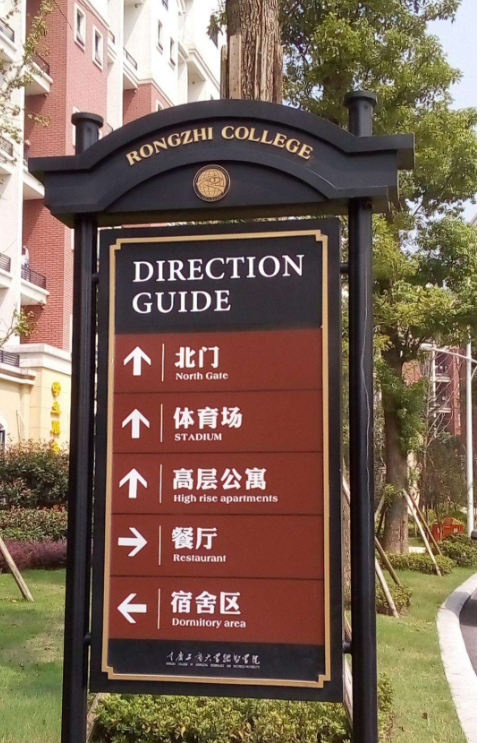 RONGZHI COLLEGE
DIRECTION
GUIDE
北门
North Gate
体育场
STADIUM
高层公寓
High rise apartments
餐厅
Restaurant
宿舍区
Dormitory area